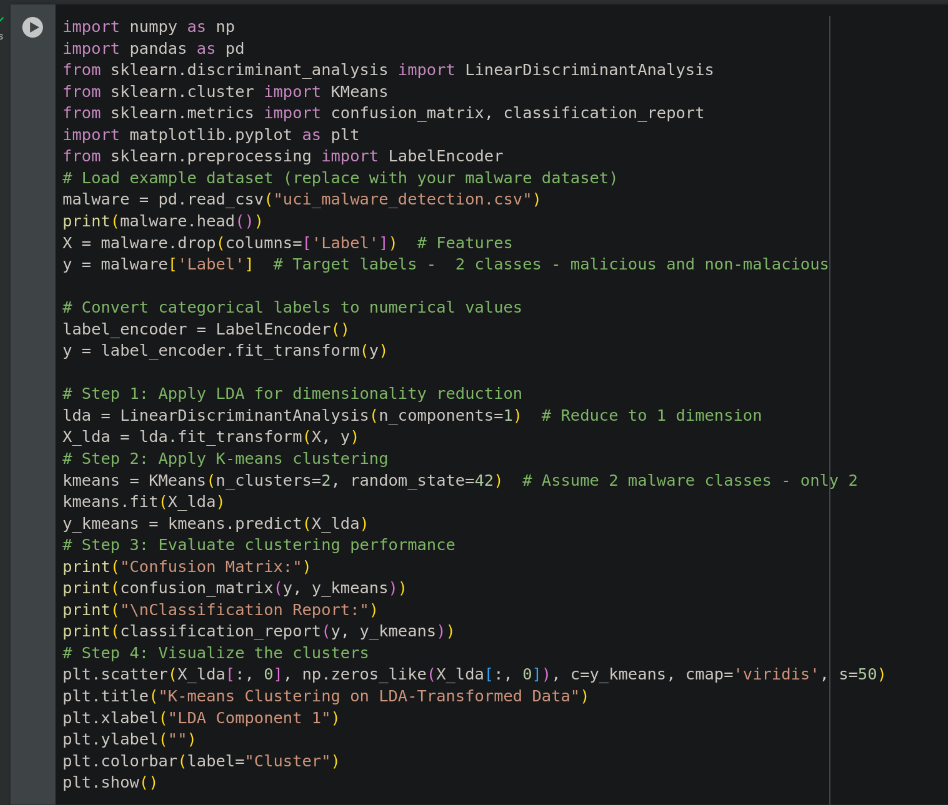 import numpy as np
import pandas as pd
from sklearn.discriminant_analysis import LinearDiscriminantAnalysis
from sklearn.cluster import KMeans
from sklearn.metrics import confusion_matrix, classification_report
import matplotlib.pyplot as plt
from sklearn.preprocessing import LabelEncoder
# Load example dataset (replace with your malware dataset)
malware = pd.read_csv("uci_malware_detection.csv")
print(malware.head())
X = malware.drop(columns=['Label'])  # Features
y = malware['Label']  # Target labels -  2 classes - malicious and non-malacious

# Convert categorical labels to numerical values
label_encoder = LabelEncoder()
y = label_encoder.fit_transform(y)

# Step 1: Apply LDA for dimensionality reduction
lda = LinearDiscriminantAnalysis(n_components=1)  # Reduce to 1 dimension
X_lda = lda.fit_transform(X, y)
# Step 2: Apply K-means clustering
kmeans = KMeans(n_clusters=2, random_state=42)  # Assume 2 malware classes - only 2
kmeans.fit(X_lda)
y_kmeans = kmeans.predict(X_lda)
# Step 3: Evaluate clustering performance
print("Confusion Matrix:")
print(confusion_matrix(y, y_kmeans))
print("\nClassification Report:")
print(classification_report(y, y_kmeans))
# Step 4: Visualize the clusters
plt.scatter(X_lda[:, 0], np.zeros_like(X_lda[:, 0]), c=y_kmeans, cmap='viridis', s=50)
plt.title("K-means Clustering on LDA-Transformed Data")
plt.xlabel("LDA Component 1")
plt.ylabel("")
plt.colorbar(label="Cluster")
plt.show()